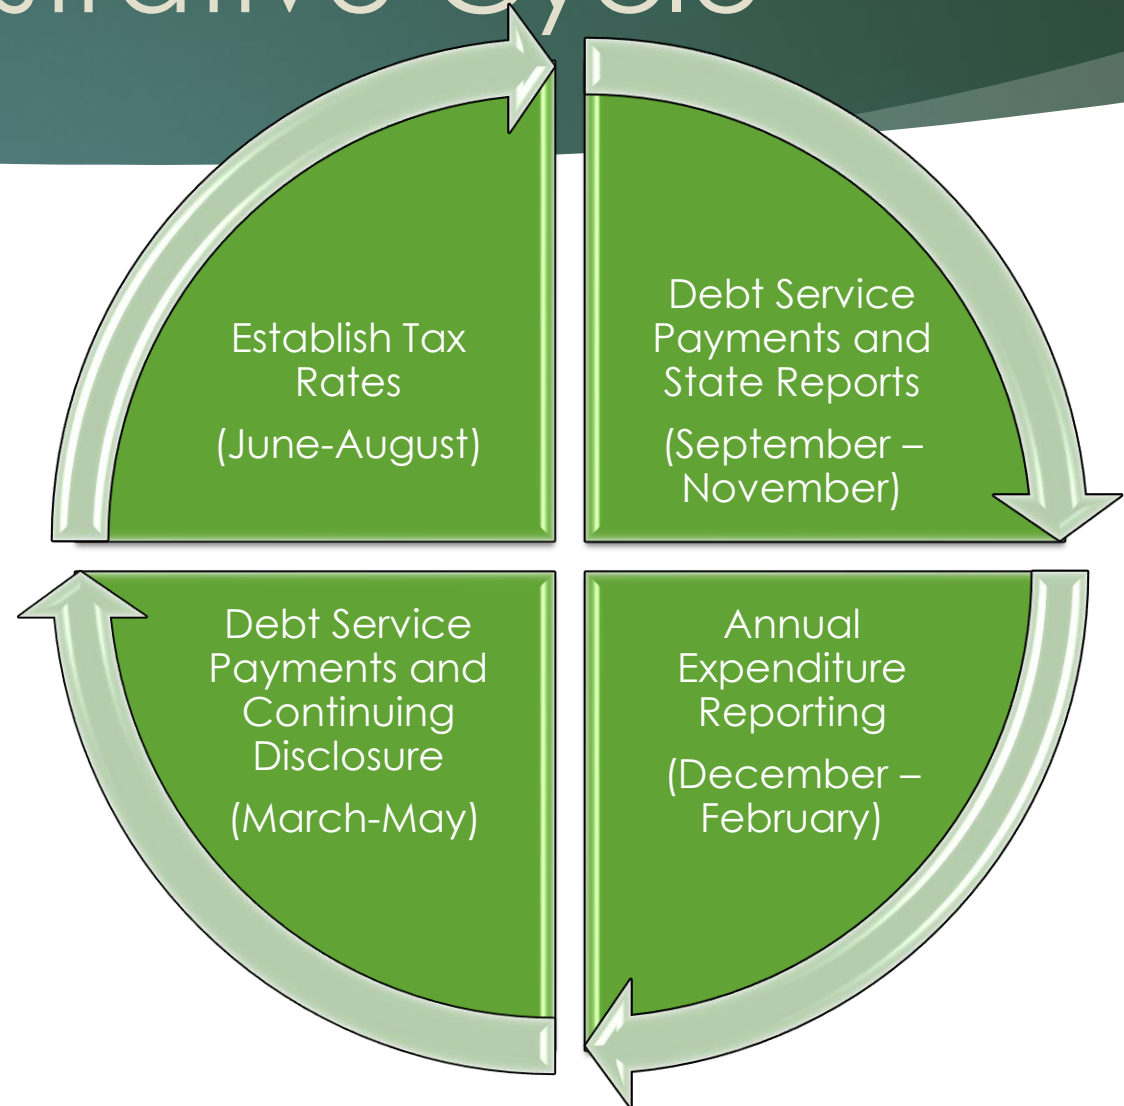 Cycle
Establish Tax
Rates
(June-August)
Debt Service
Payments and
State Reports
(September –
November)
Debt Service
Payments and
Continuing
Disclosure
(March-May)
Annual
Expenditure
Reporting
(December –
February)